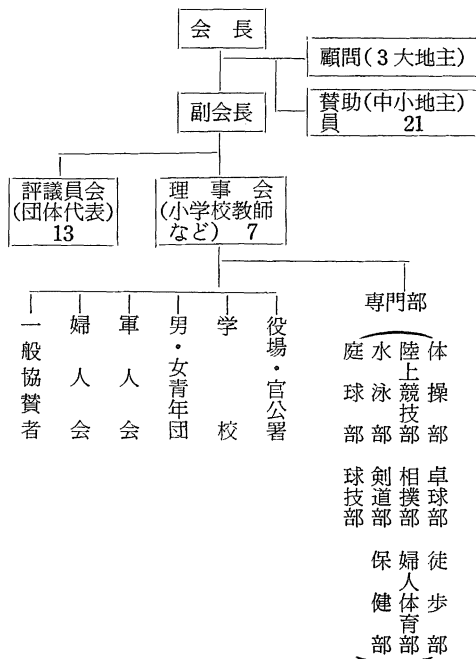 会 長
顧問(3大地主)
副会長
賛助(中小地主)
員 21
評議員会
(団体代表)
13
理 事 会
(小学校教師
など) 7
専門部
体操部 卓球部 徒歩部
陸上競技部 相撲部 婦人体育部
水泳部 剣道部 保健部
庭球部 球技部
役場・官公署
学校
男・女青年団
軍人会
婦人会
一般協賛者